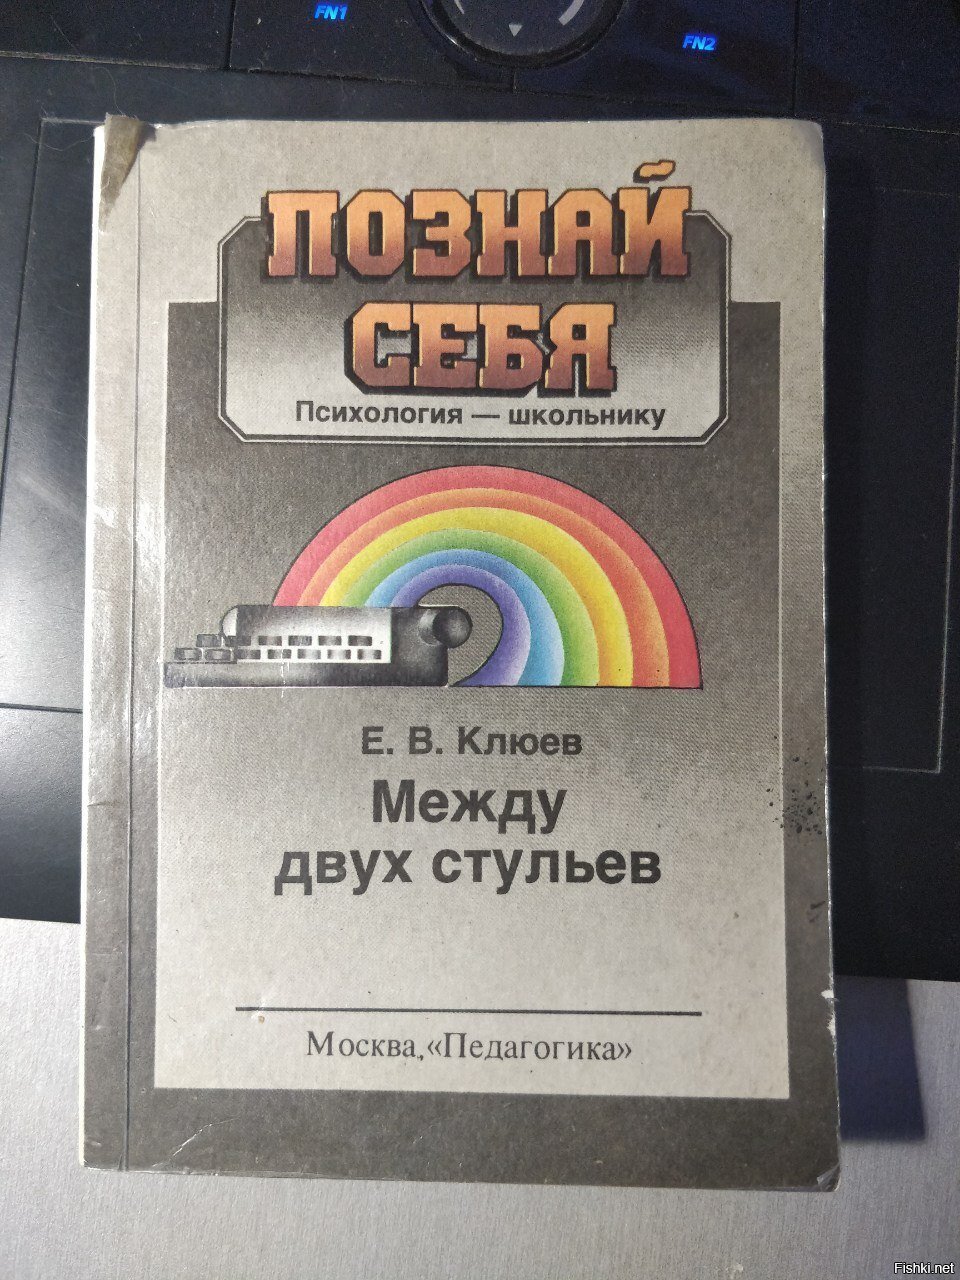 FN1
FN2
ПОЗНАЙ
СЕБЯ
Психология — школьнику
Е. В. Клюев
Между
двух стульев
Москва, «Педагогика»
Fishki.net